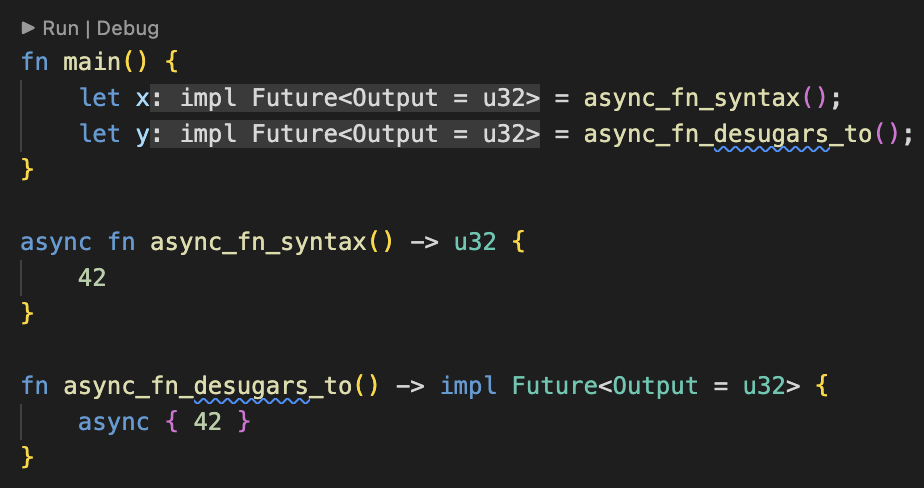 ▶ Run | Debug
fn main() {
    let x: impl Future<Output = u32> = async_fn_syntax();
    let y: impl Future<Output = u32> = async_fn_desugars_to();
}

async fn async_fn_syntax() -> u32 {
    42
}

fn async_fn_desugars_to() -> impl Future<Output = u32> {
    async { 42 }
}